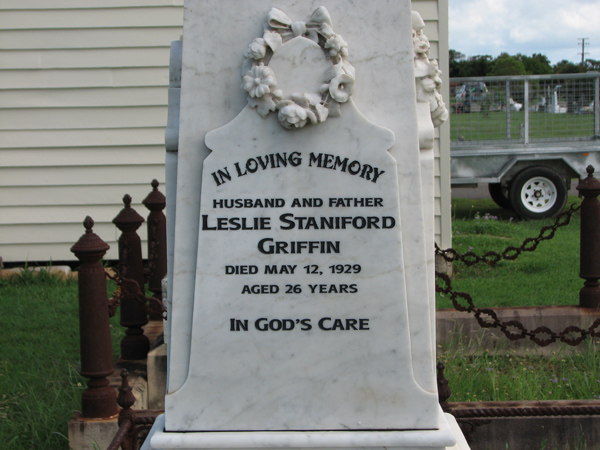 IN LOVING MEMORY
HUSBAND AND FATHER
LESLIE STANIFORD
GRIFFIN
DIED MAY 12, 1929
AGED 26 YEARS
IN GOD'S CARE